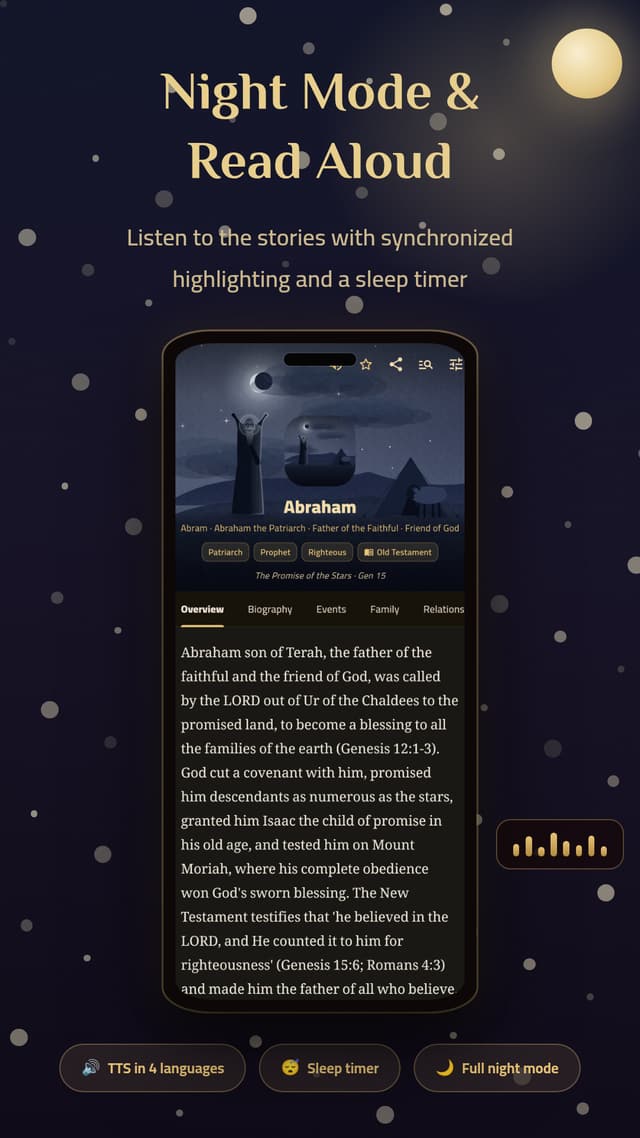 Night Mode &
Read Aloud
Listen to the stories with synchronized
highlighting and a sleep timer
Abraham
Abram · Abraham the Patriarch · Father of the Faithful · Friend of God
Patriarch Prophet Righteous Old Testament
The Promise of the Stars · Gen 15
Overview Biography Events Family Relations
Abraham son of Terah, the father of the
faithful and the friend of God, was called
by the LORD out of Ur of the Chaldees to the
promised land, to become a blessing to all
the families of the earth (Genesis 12:1-3).
God cut a covenant with him, promised
him descendants as numerous as the stars,
granted him Isaac the child of promise in
his old age, and tested him on Mount
Moriah, where his complete obedience
won God's sworn blessing. The New
Testament testifies that 'he believed in the
LORD, and He counted it to him for
righteousness' (Genesis 15:6; Romans 4:3)
and made him the father of all who believe
TTS in 4 languages Sleep timer Full night mode